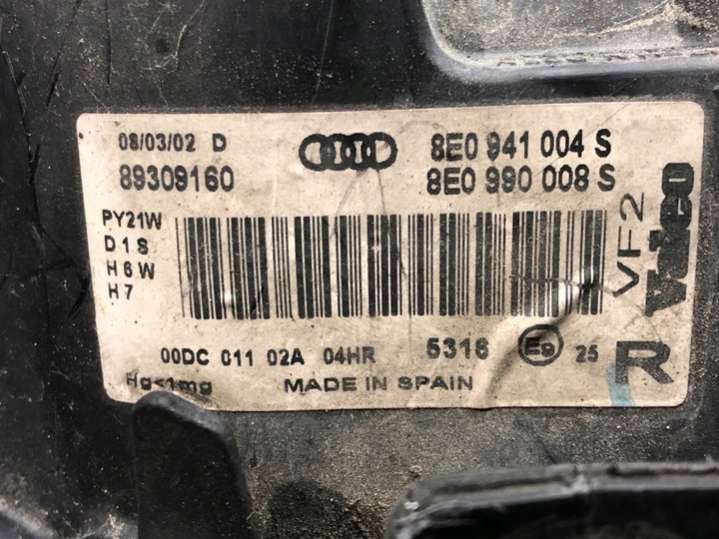 08/03/02 D
8E0 941 004 S
89309160
8E0 990 008 S
PY21W
D1S
H6W
H7
VF2
Valeo
00DC 011 02A 04HR 5316 E9 25 R
Hg<1mg MADE IN SPAIN